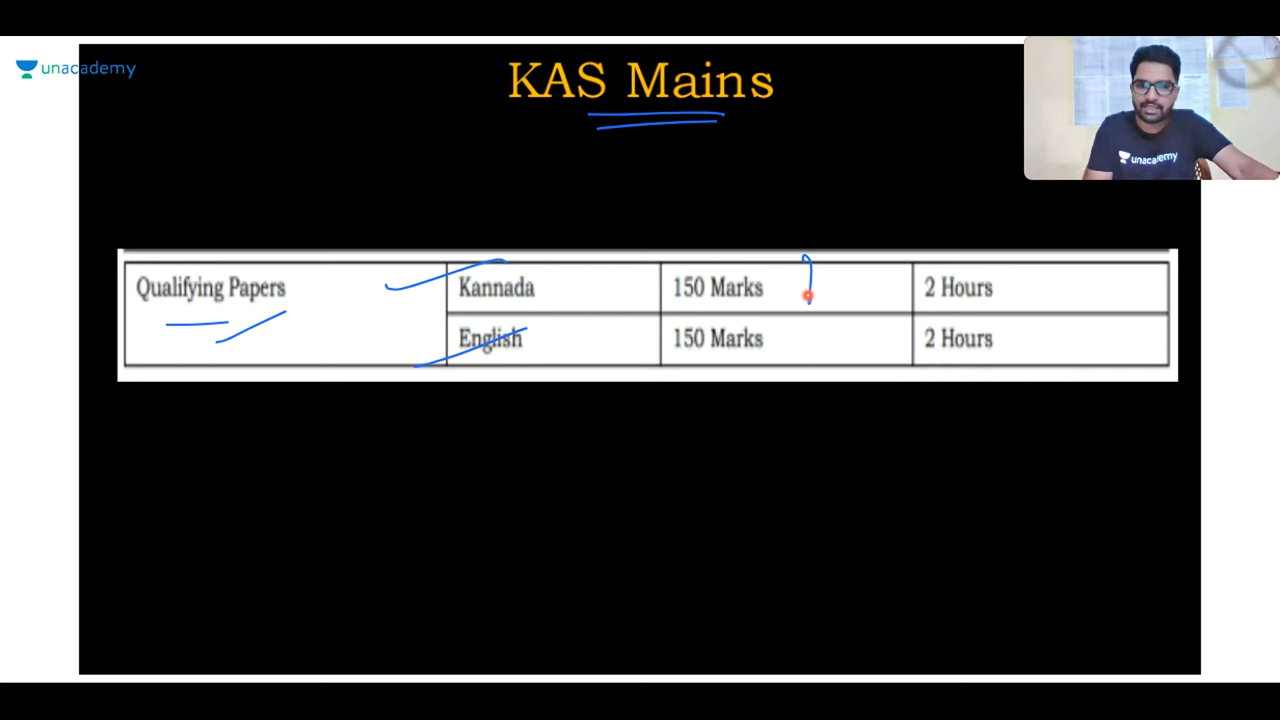 unacademy
KAS Mains
unacademy
Qualifying Papers Kannada 150 Marks 2 Hours
English 150 Marks 2 Hours